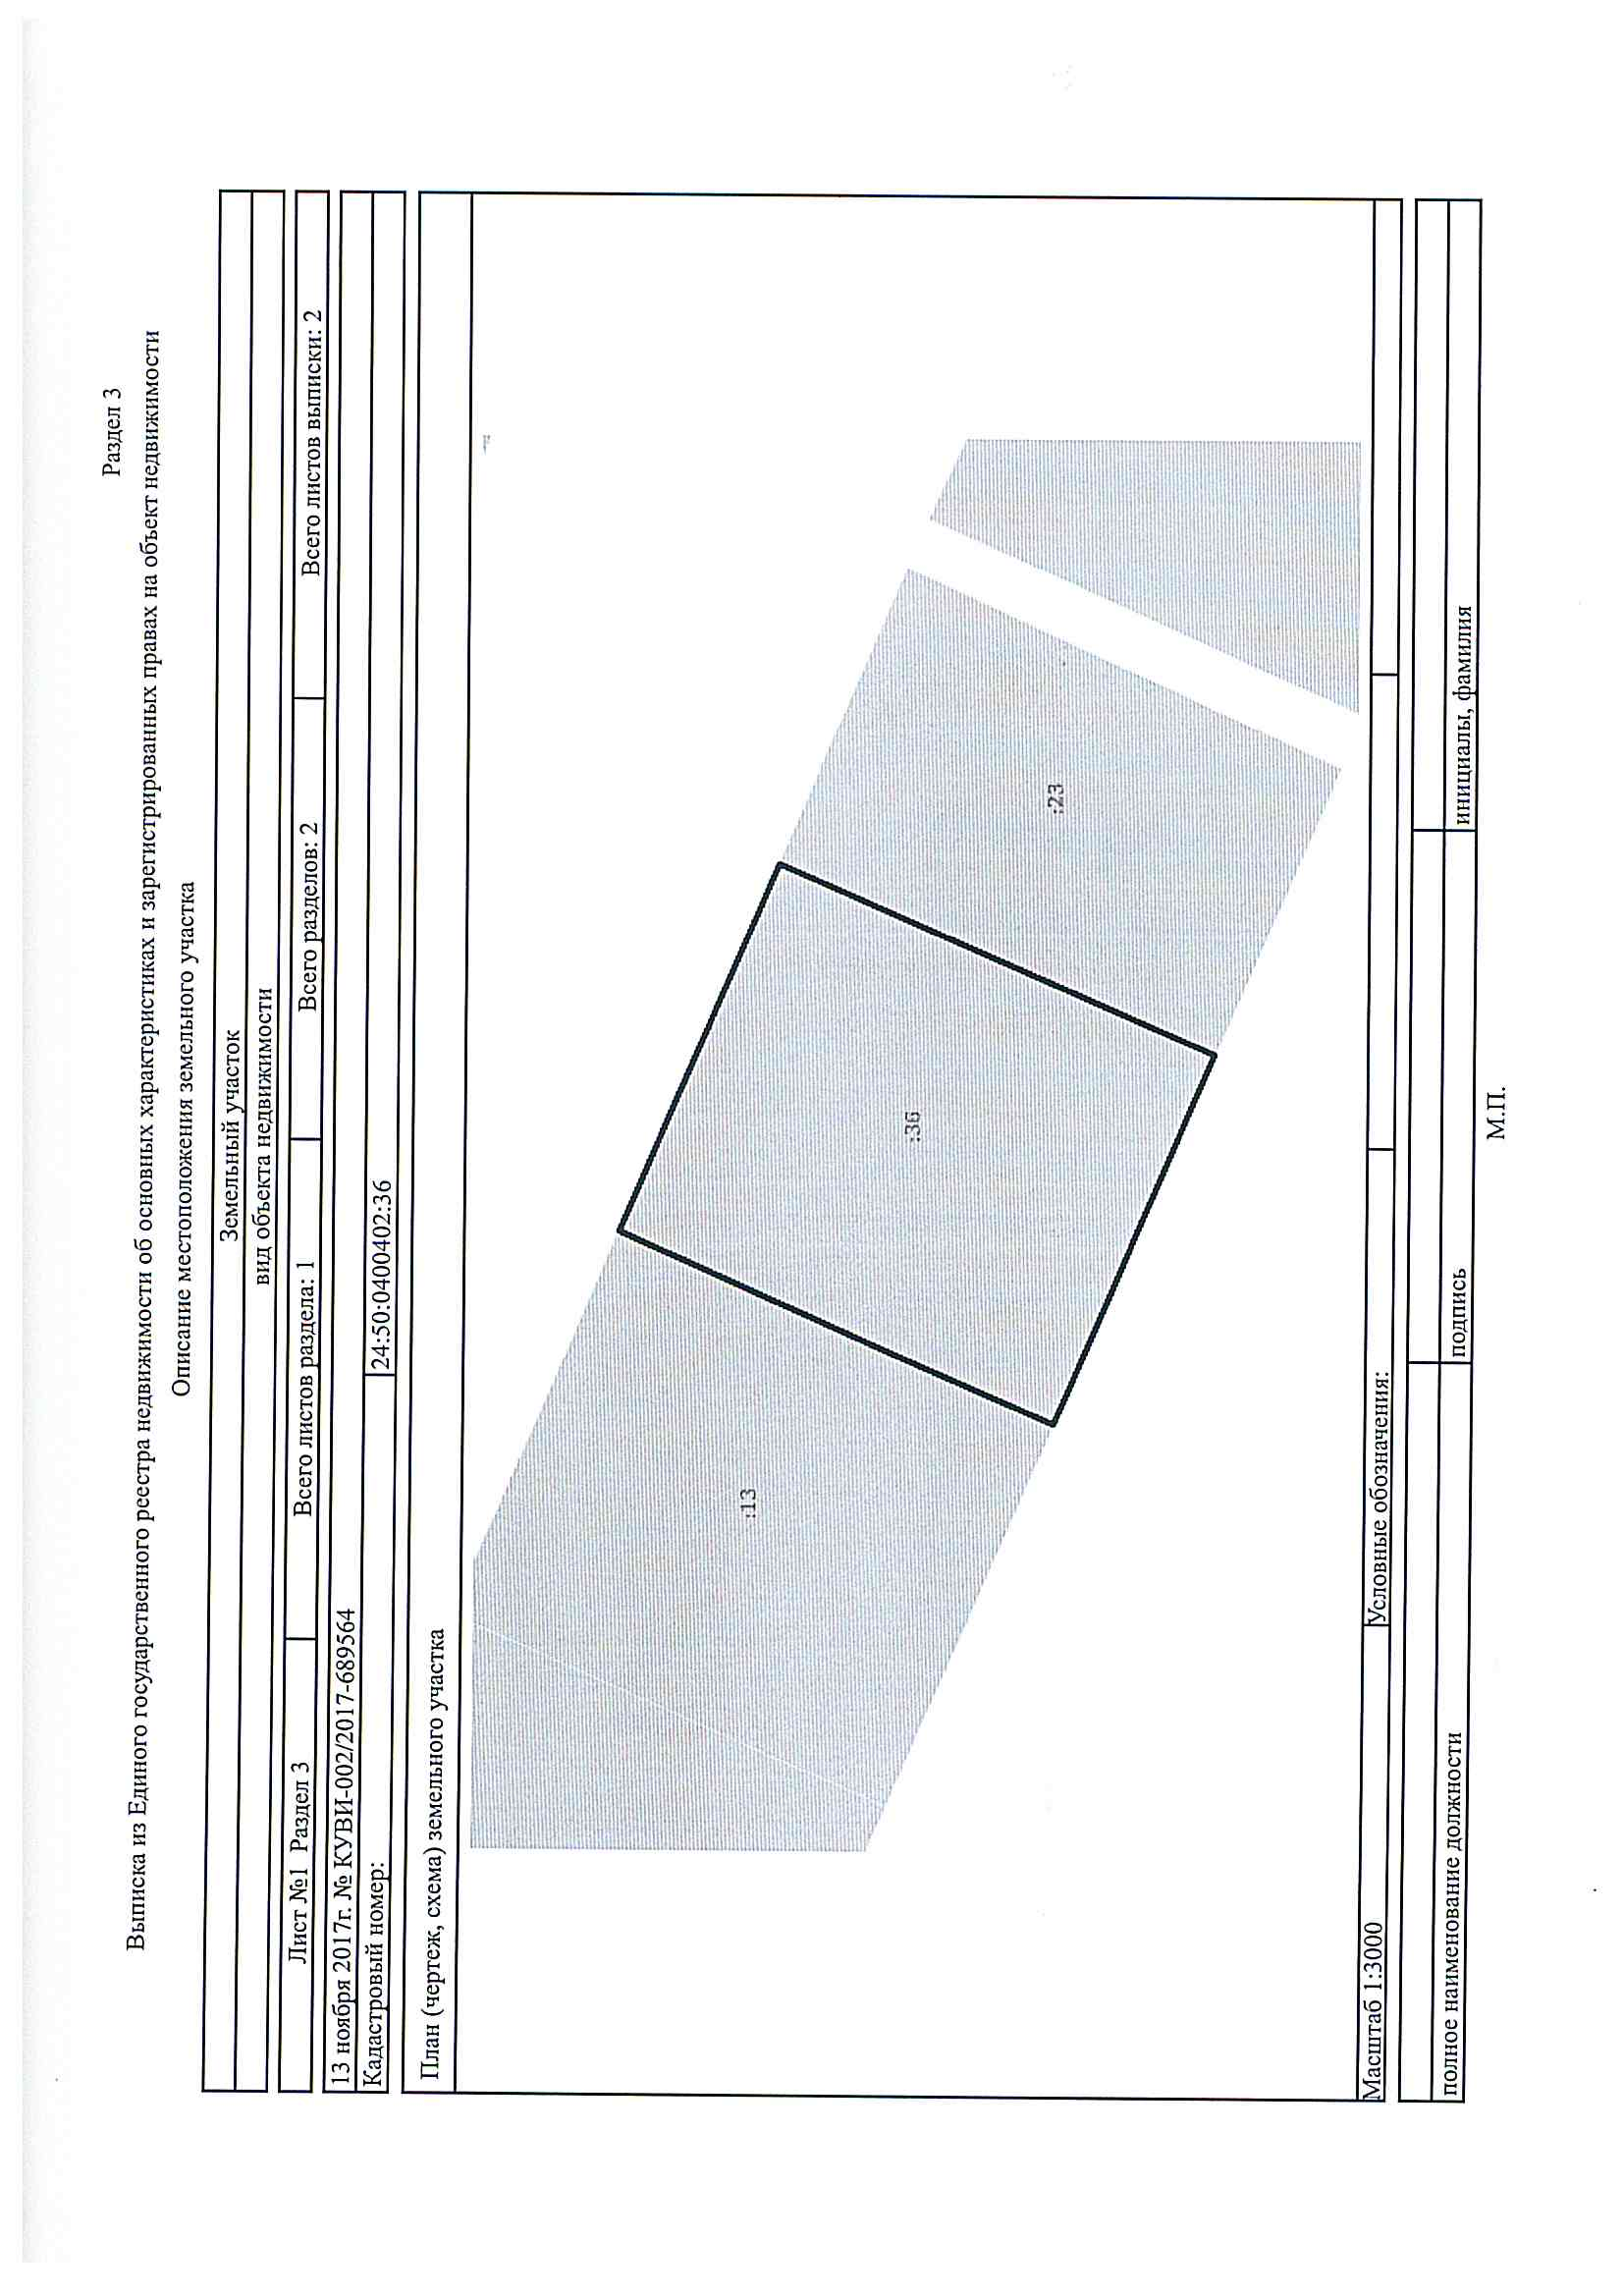 Раздел 3
Выписка из Единого государственного реестра недвижимости об основных характеристиках и зарегистрированных правах на объект недвижимости
Описание местоположения земельного участка
Земельный участок
вид объекта недвижимости
Лист №1 Раздел 3 Всего листов раздела: 1 Всего разделов: 2 Всего листов выписки: 2
13 ноября 2017г. № КУВИ-002/2017-689564
Кадастровый номер: 24:50:0400402:36
План (чертеж, схема) земельного участка
:13
:36
:23
Масштаб 1:3000 Условные обозначения:
полное наименование должности подпись инициалы, фамилия
М.П.